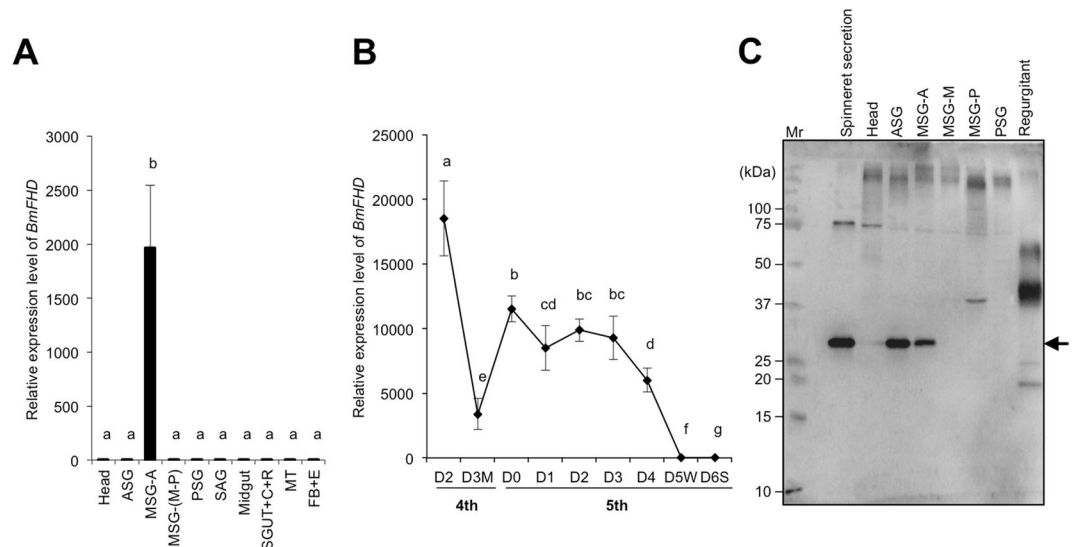 A
Relative expression level of BmFHD
3000
2500
2000
1500
1000
500
0
a
a
b
a
a
a
a
a
a
a
Head
ASG
MSG-A
MSG-(M-P)
PSG
SAG
Midgut
SGUT+C+R
MT
FB+E
B
Relative expression level of BmFHD
25000
20000
15000
10000
5000
0
a
e
b
cd
bc
bc
d
f
g
D2 D3M D0 D1 D2 D3 D4 D5W D6S
4th 5th
C
Mr
Spinneret secretion
Head
ASG
MSG-A
MSG-M
MSG-P
PSG
Regurgitant
(kDa)
100
75
50
37
25
20
15
10